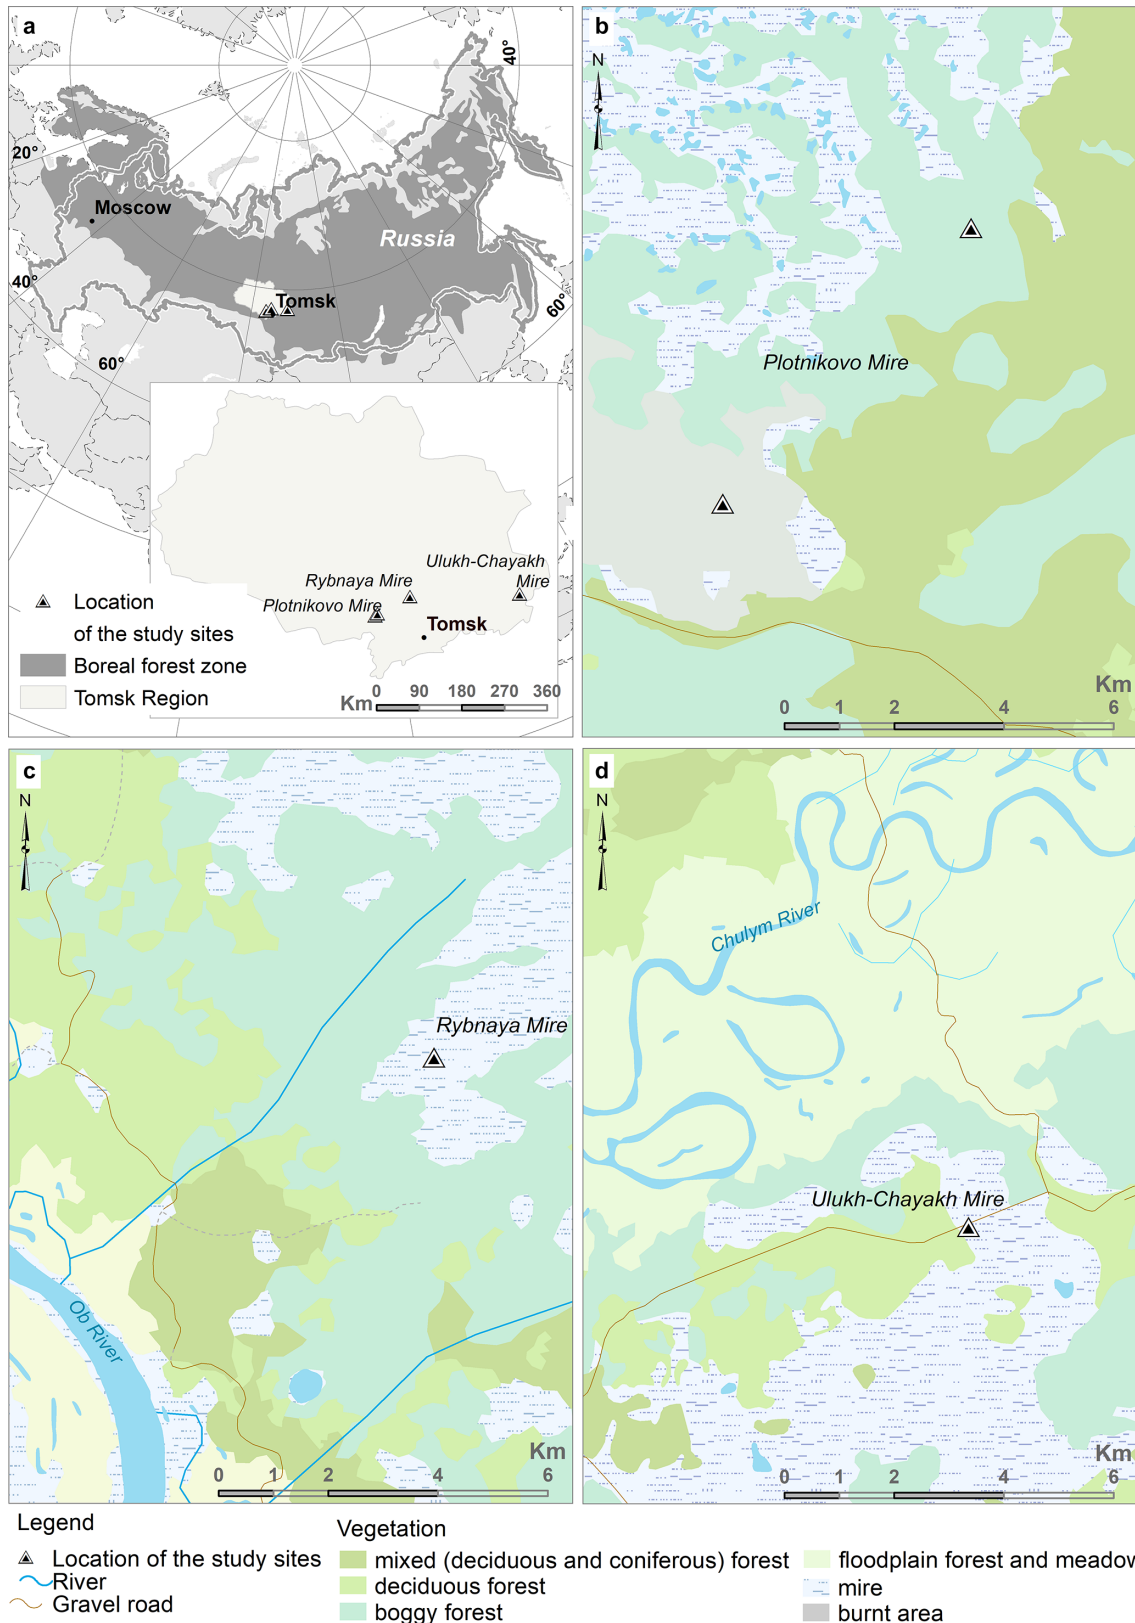 a
40°
20°
Moscow
Russia
40°
Tomsk
60°
60°
Ulukh-Chayakh
Mire
Rybnaya Mire
Plotnikovo Mire
Tomsk
Location
of the study sites
Boreal forest zone
Tomsk Region
Km 0 90 180 270 360
b
N
Plotnikovo Mire
Km
0 1 2 4 6
c
N
Rybnaya Mire
Ob River
Km
0 1 2 4 6
d
N
Chulym River
Ulukh-Chayakh Mire
Km
0 1 2 4 6
Legend
Location of the study sites
River
Gravel road
Vegetation
mixed (deciduous and coniferous) forest
deciduous forest
boggy forest
floodplain forest and meadow
mire
burnt area